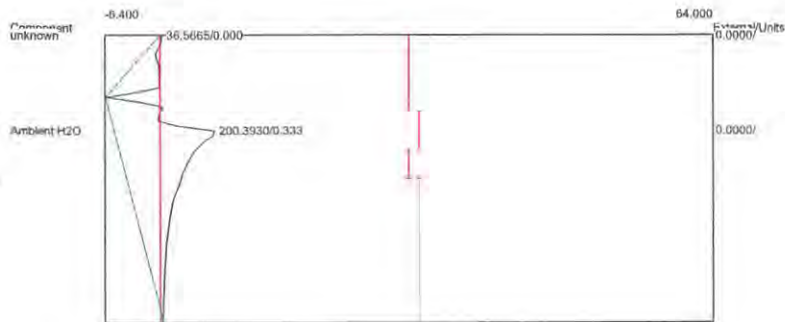 -6.400 64.000
Component External/Units
unknown 36.5665/0.000 0.0000/
Ambient H2O 200.3930/0.333 0.0000/